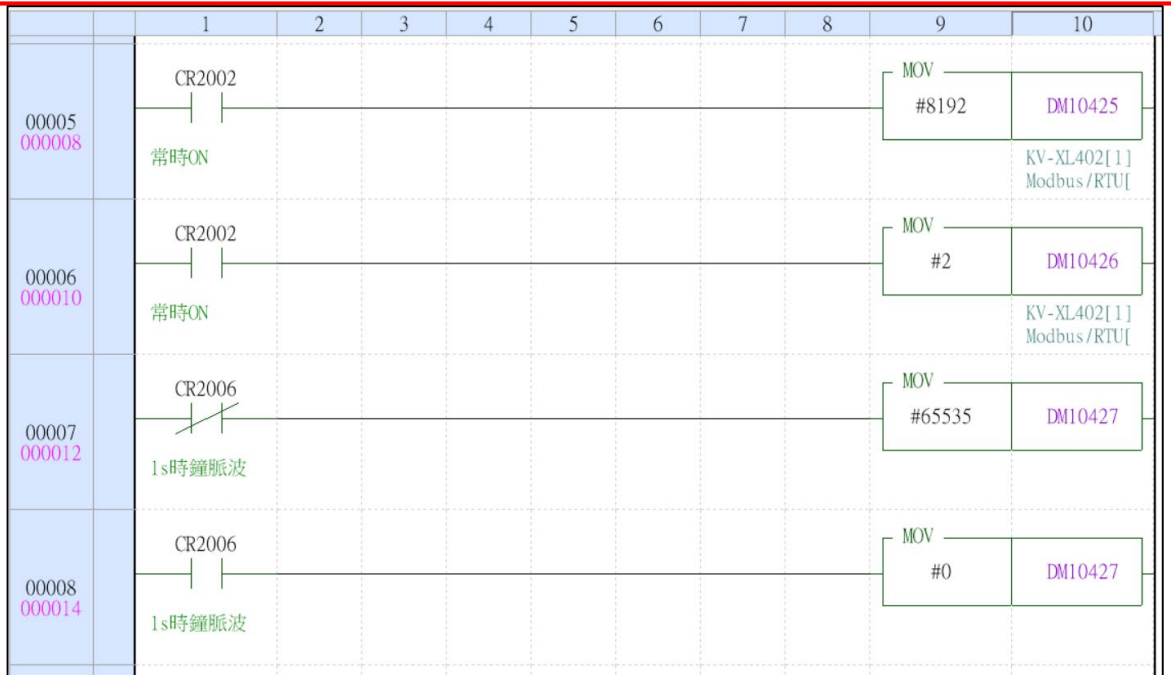 1 2 3 4 5 6 7 8 9 10
CR2002 MOV
00005 #8192 DM10425
000008
常時ON KV-XL402[1]
Modbus/RTU[
CR2002 MOV
00006 #2 DM10426
000010
常時ON KV-XL402[1]
Modbus/RTU[
CR2006 MOV
00007 #65535 DM10427
000012
1s時鐘脈波
CR2006 MOV
00008 #0 DM10427
000014
1s時鐘脈波